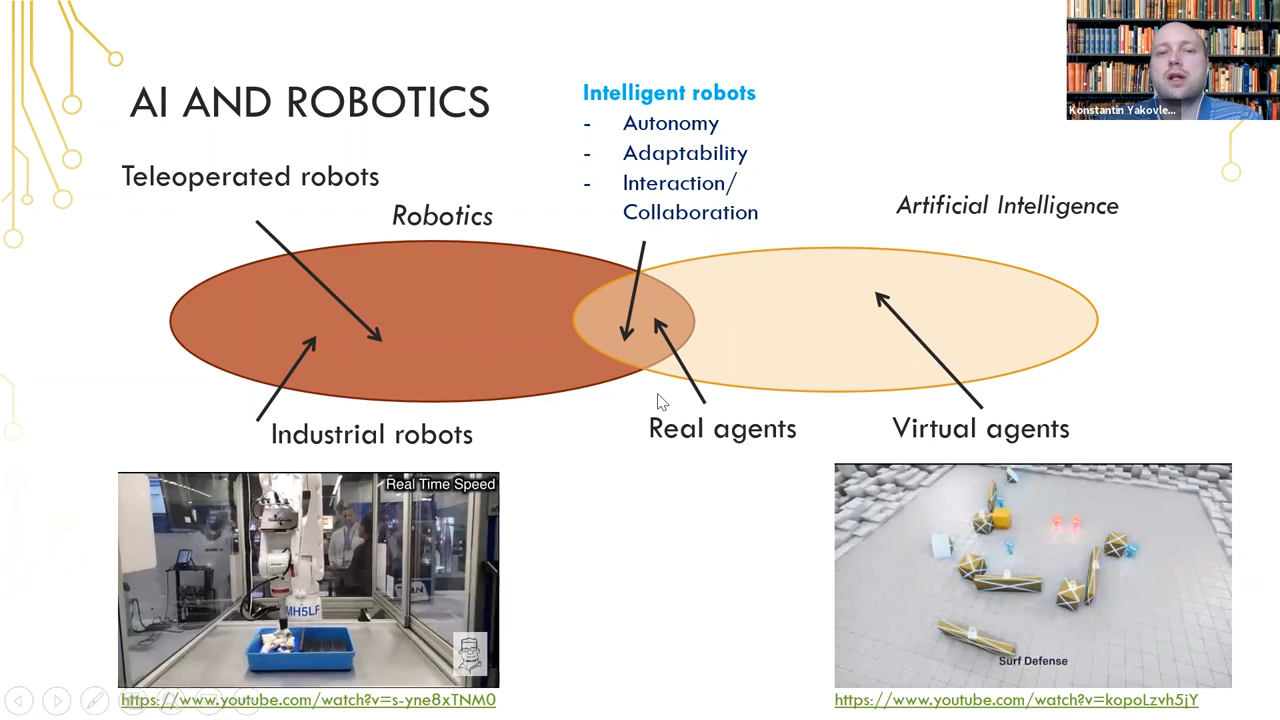 AI AND ROBOTICS
Intelligent robots
- Autonomy
- Adaptability
- Interaction/
Collaboration
Konstantin Yakovle...
Teleoperated robots
Robotics
Artificial Intelligence
Industrial robots
Real agents
Virtual agents
Real Time Speed
MH5LF
Surf Defense
https://www.youtube.com/watch?v=s-yne8xTNM0
https://www.youtube.com/watch?v=kopoLzvh5jY